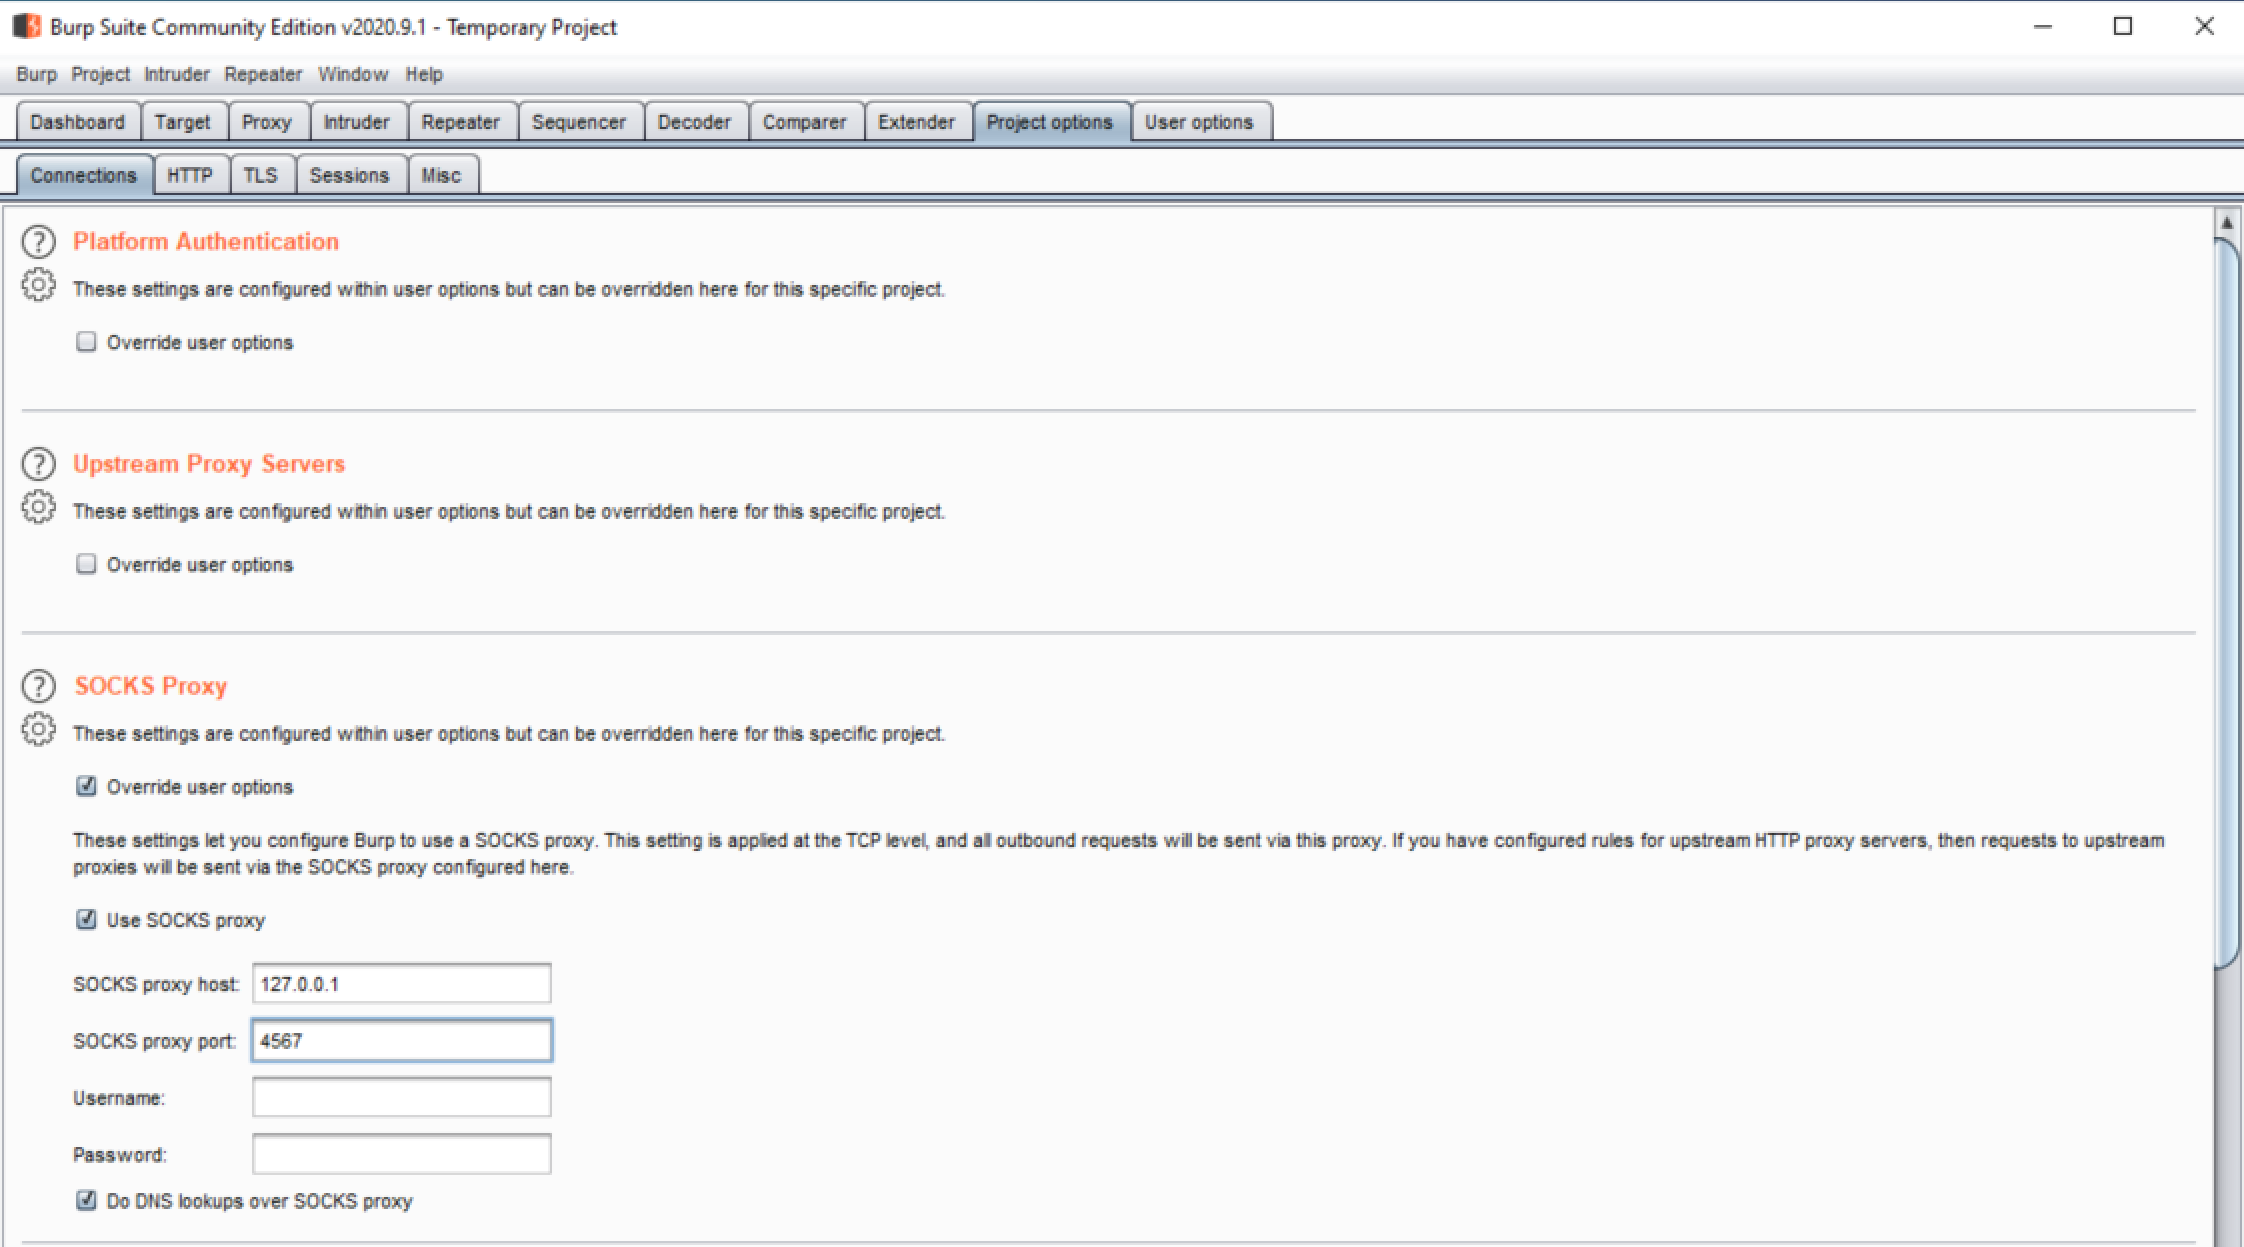 Burp Suite Community Edition v2020.9.1 - Temporary Project
Burp Project Intruder Repeater Window Help
Dashboard Target Proxy Intruder Repeater Sequencer Decoder Comparer Extender Project options User options
Connections HTTP TLS Sessions Misc
? Platform Authentication
These settings are configured within user options but can be overridden here for this specific project.
Override user options
? Upstream Proxy Servers
These settings are configured within user options but can be overridden here for this specific project.
Override user options
? SOCKS Proxy
These settings are configured within user options but can be overridden here for this specific project.
Override user options
These settings let you configure Burp to use a SOCKS proxy. This setting is applied at the TCP level, and all outbound requests will be sent via this proxy. If you have configured rules for upstream HTTP proxy servers, then requests to upstream
proxies will be sent via the SOCKS proxy configured here.
Use SOCKS proxy
SOCKS proxy host: 127.0.0.1
SOCKS proxy port: 4567
Username:
Password:
Do DNS lookups over SOCKS proxy